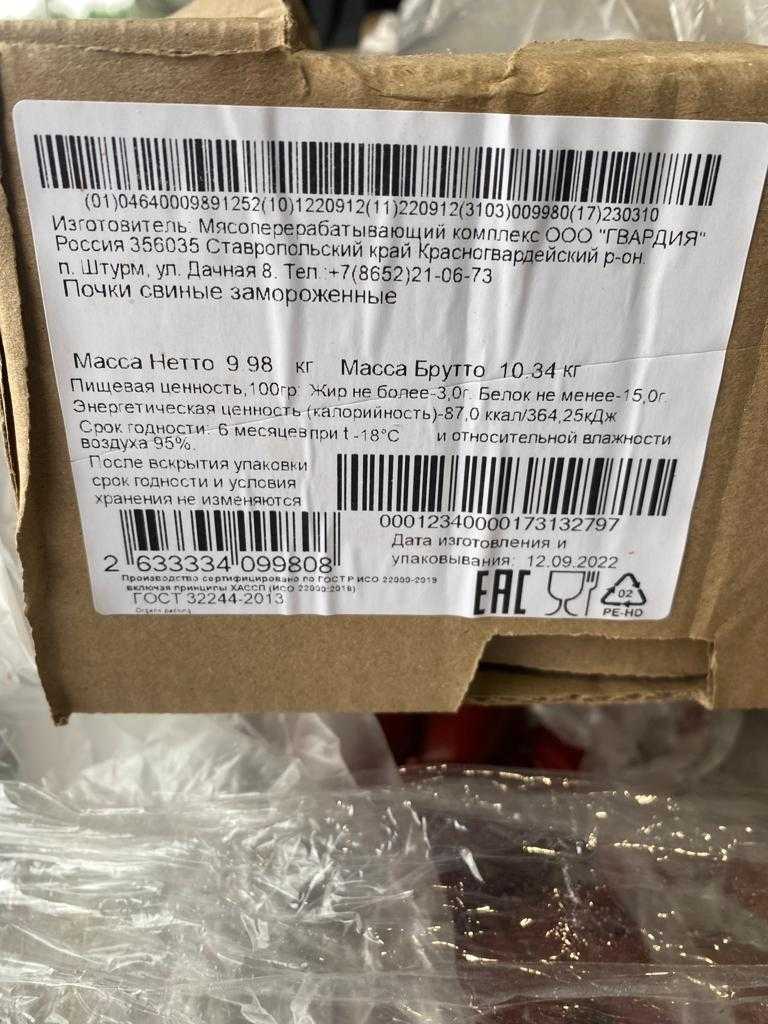 (01)04640009891252(10)1220912(11)220912(3103)009980(17)230310
Изготовитель: Мясоперерабатывающий комплекс ООО "ГВАРДИЯ"
Россия 356035 Ставропольский край Красногвардейский р-он.
п. Штурм, ул. Дачная 8. Тел.:+7(8652)21-06-73
Почки свиные замороженные
Масса Нетто 9.98 кг Масса Брутто 10.34 кг
Пищевая ценность,100гр: Жир не более-3,0г. Белок не менее-15,0г.
Энергетическая ценность (калорийность)-87,0 ккал/364,25кДж
Срок годности: 6 месяцев при t -18°C и относительной влажности
воздуха 95%.
После вскрытия упаковки
срок годности и условия
хранения не изменяются
00012340000173132797
Дата изготовления и
упаковывания: 12.09.2022
2 633334 099808
Производство сертифицировано по ГОСТ Р ИСО 22000-2019
включая принципы ХАССП (ИСО 22000-2018)
ГОСТ 32244-2013
Organic packing
EAC
02
PE-HD